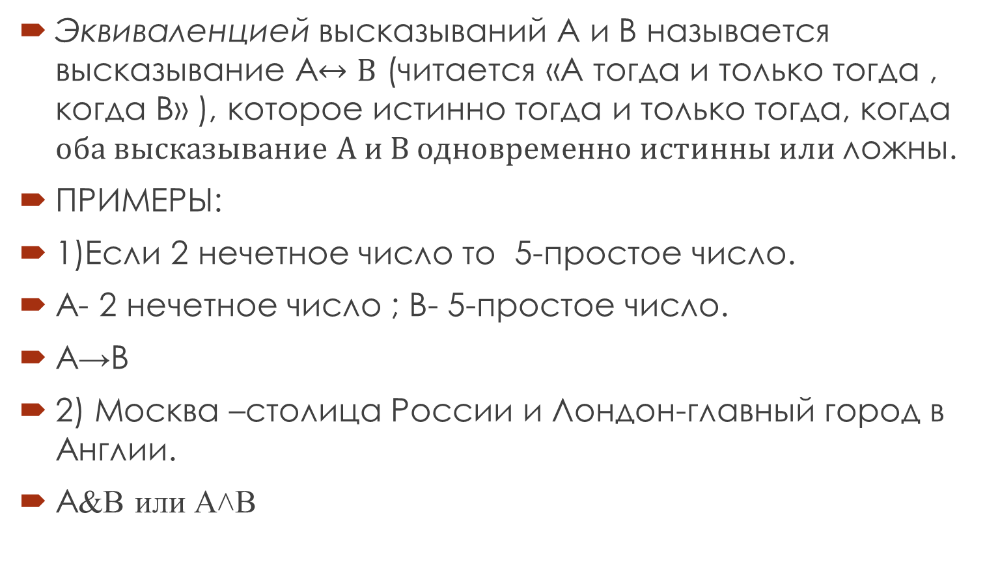 Эквиваленцией высказываний А и В называется
высказывание А↔ В (читается «А тогда и только тогда ,
когда В» ), которое истинно тогда и только тогда, когда
оба высказывание А и В одновременно истинны или ложны.
ПРИМЕРЫ:
1)Если 2 нечетное число то  5-простое число.
А- 2 нечетное число ; В- 5-простое число.
А→В
2) Москва –столица России и Лондон-главный город в
Англии.
А&В или А^В